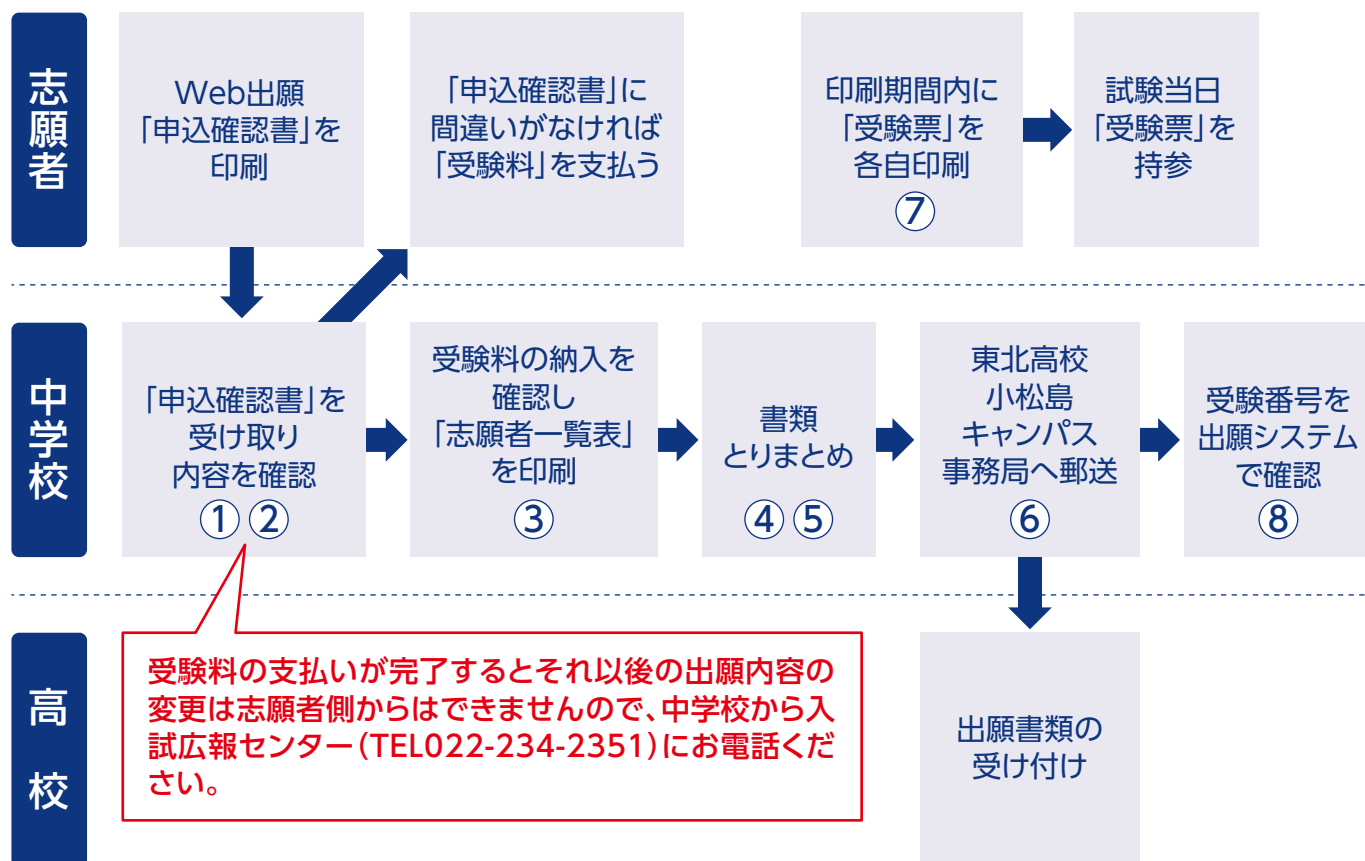 志願者
Web出願
「申込確認書」を
印刷
「申込確認書」に
間違いがなければ
「受験料」を支払う
印刷期間内に
「受験票」を
各自印刷
⑦
試験当日
「受験票」を
持参
中学校
「申込確認書」を
受け取り
内容を確認
① ②
受験料の納入を
確認し
「志願者一覧表」
を印刷
③
書類
とりまとめ
④ ⑤
東北高校
小松島
キャンパス
事務局へ郵送
⑥
受験番号を
出願システム
で確認
⑧
高校
受験料の支払いが完了するとそれ以後の出願内容の
変更は志願者側からはできませんので、中学校から入
試広報センター(TEL022-234-2351)にお電話くだ
さい。
出願書類の
受け付け